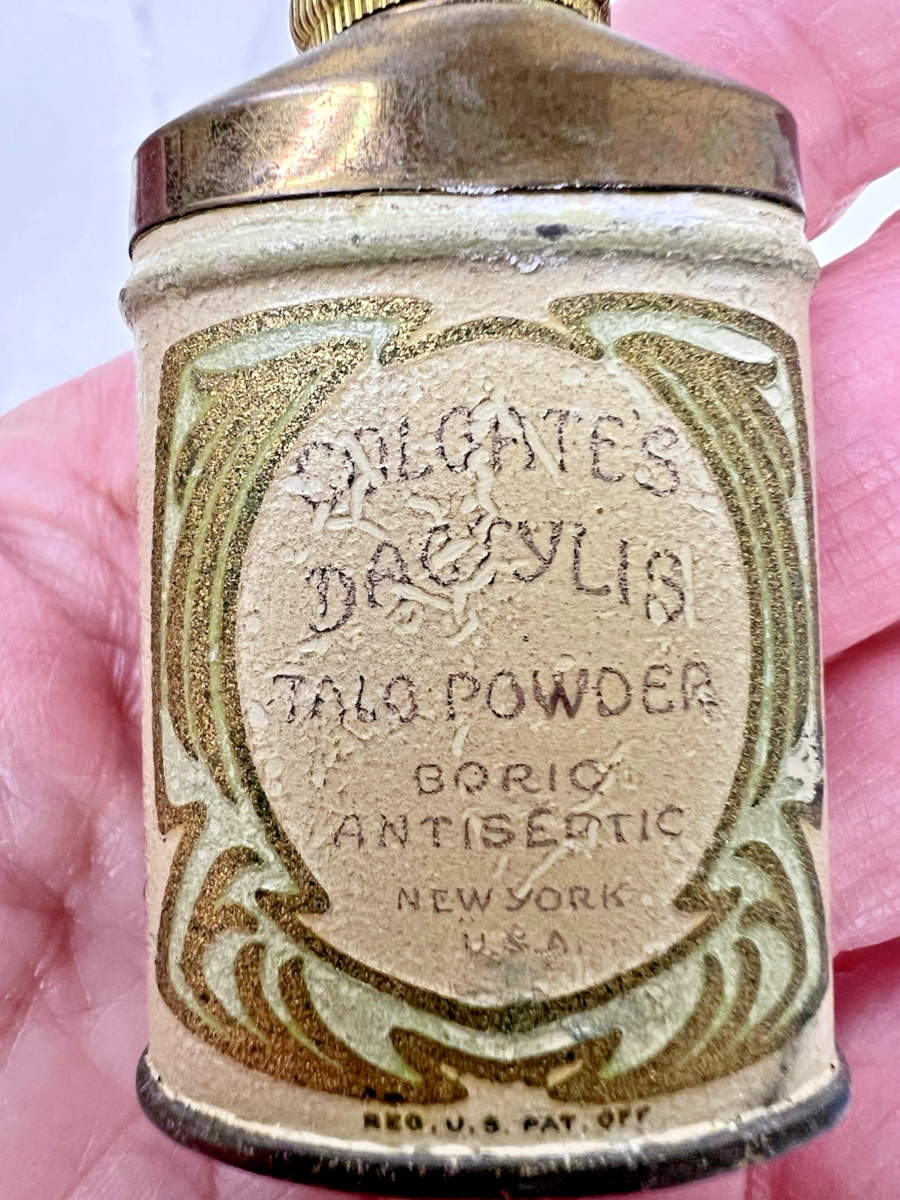 COLGATE'S
DACTYLIS
TALC POWDER
BORIC
ANTISEPTIC
NEW YORK
U.S.A.
REG. U.S. PAT. OFF.